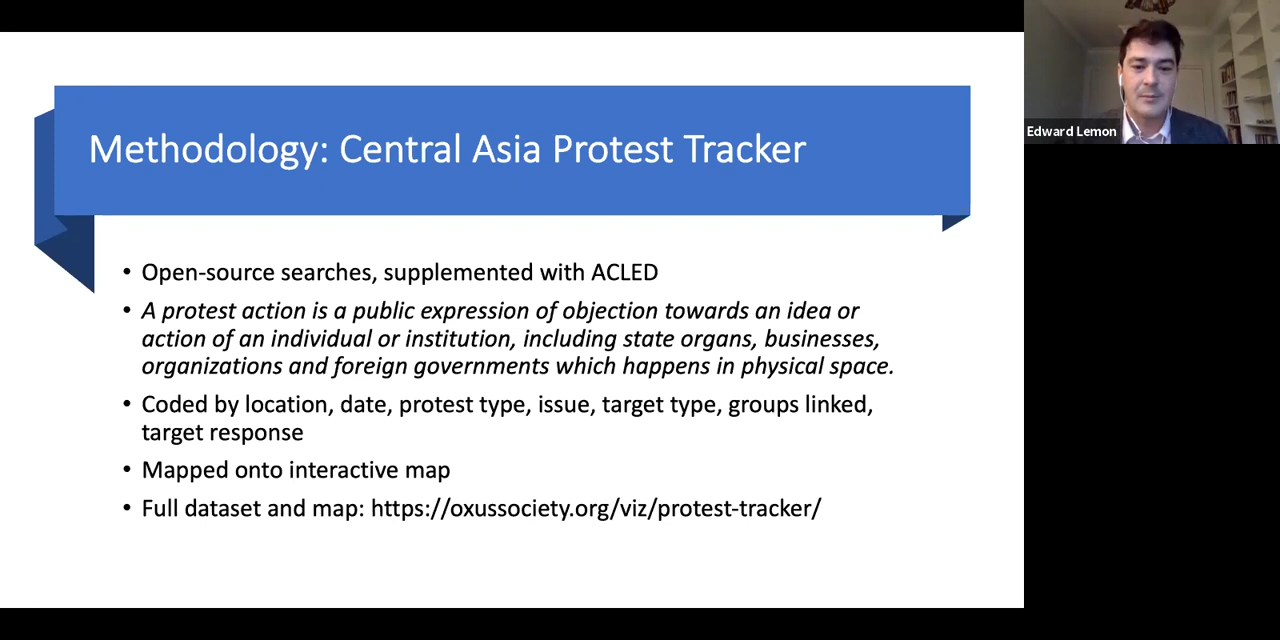 Methodology: Central Asia Protest Tracker
Edward Lemon
• Open-source searches, supplemented with ACLED
• A protest action is a public expression of objection towards an idea or
action of an individual or institution, including state organs, businesses,
organizations and foreign governments which happens in physical space.
• Coded by location, date, protest type, issue, target type, groups linked,
target response
• Mapped onto interactive map
• Full dataset and map: https://oxussociety.org/viz/protest-tracker/